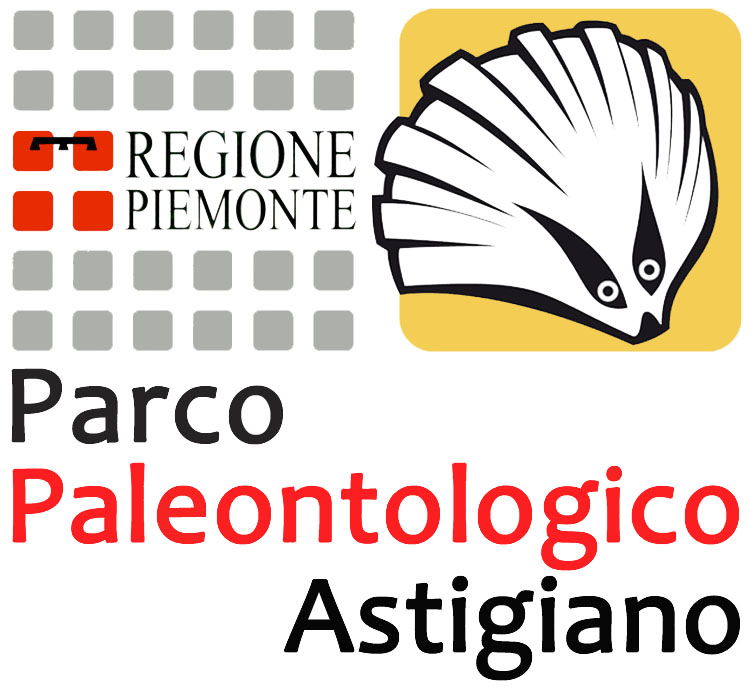 REGIONE
PIEMONTE
Parco
Paleontologico
Astigiano